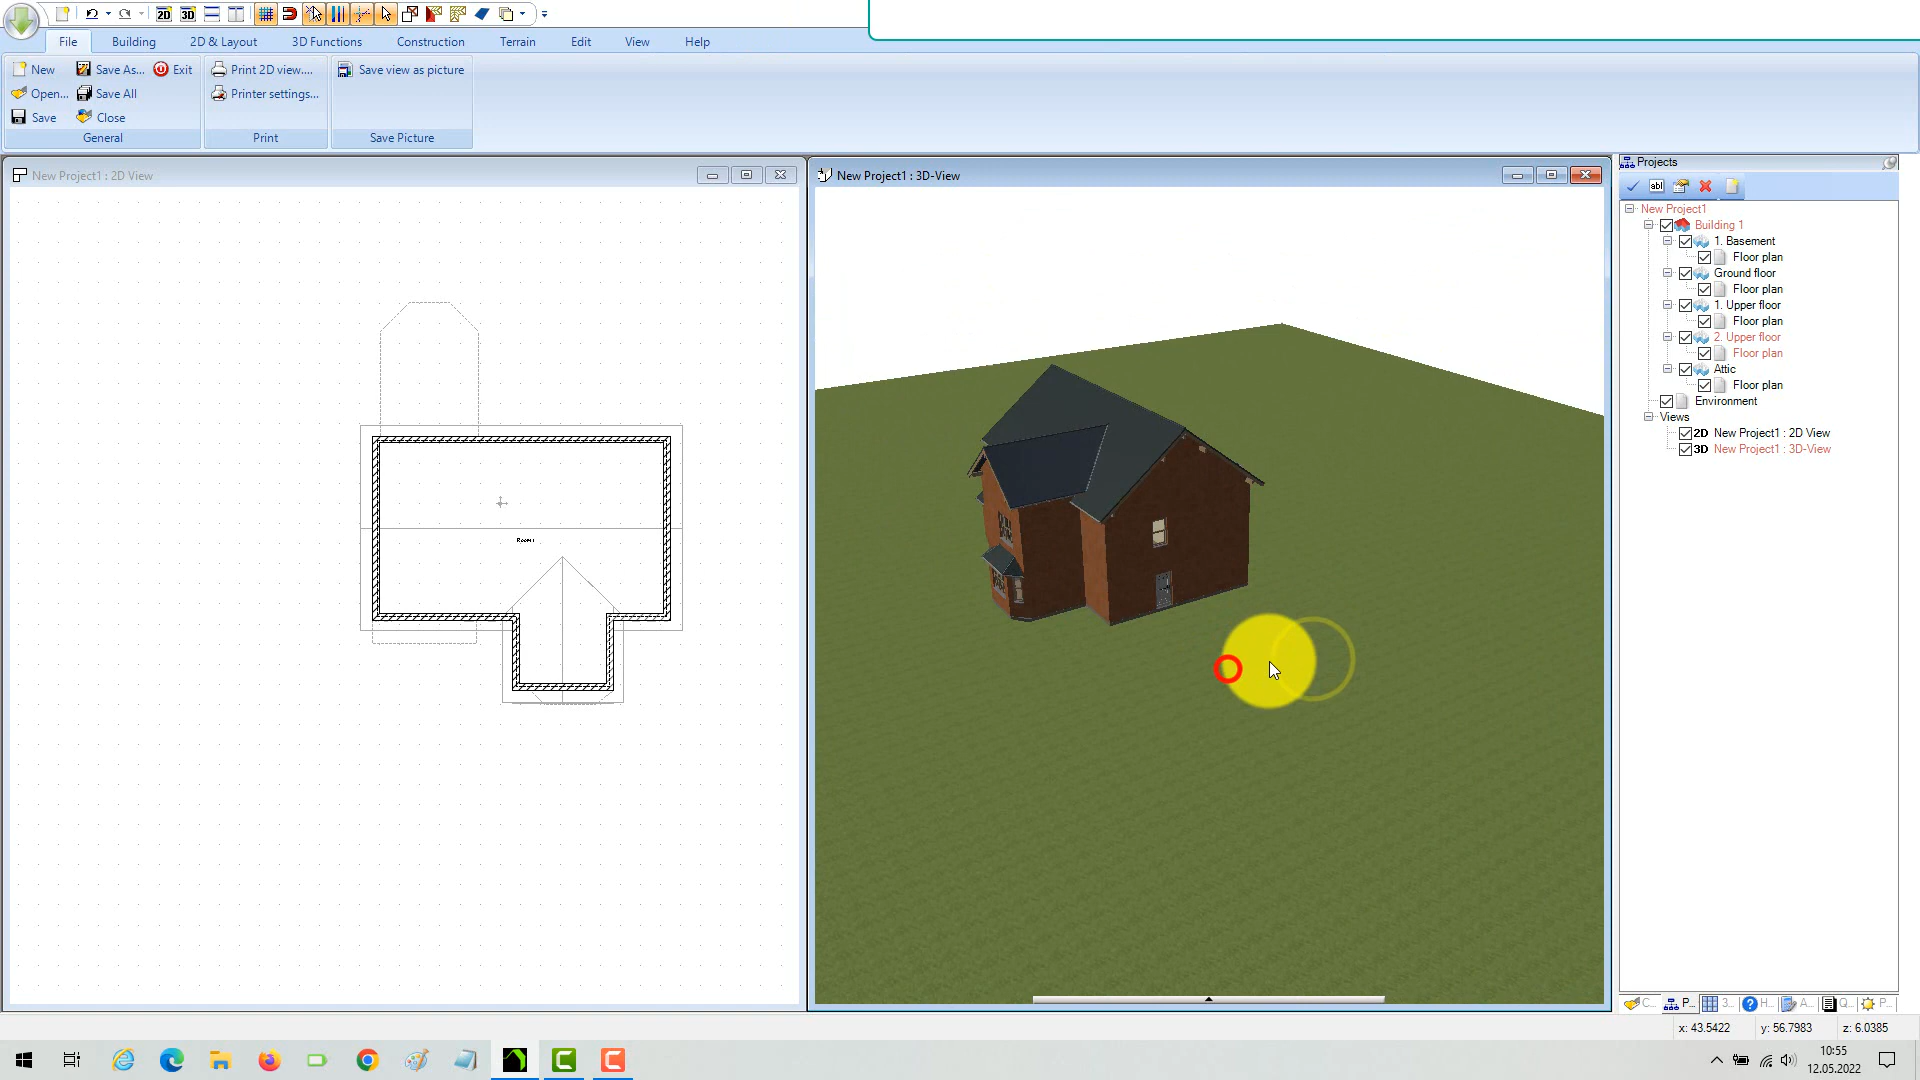 2D 3D
File Building 2D & Layout 3D Functions Construction Terrain Edit View Help
New Save As... Exit Print 2D view.... Save view as picture
Open... Save All Printer settings...
Save Close
General Print Save Picture
New Project1 : 2D View
New Project1 : 3D-View
Projects
abl
New Project1
Building 1
1. Basement
Floor plan
Ground floor
Floor plan
1. Upper floor
Floor plan
2. Upper floor
Floor plan
Attic
Floor plan
Environment
Views
2D New Project1 : 2D View
3D New Project1 : 3D-View
C... P... 3... H... A... Q... P...
x: 43.5422 y: 56.7983 z: 6.0385
10:55
12.05.2022